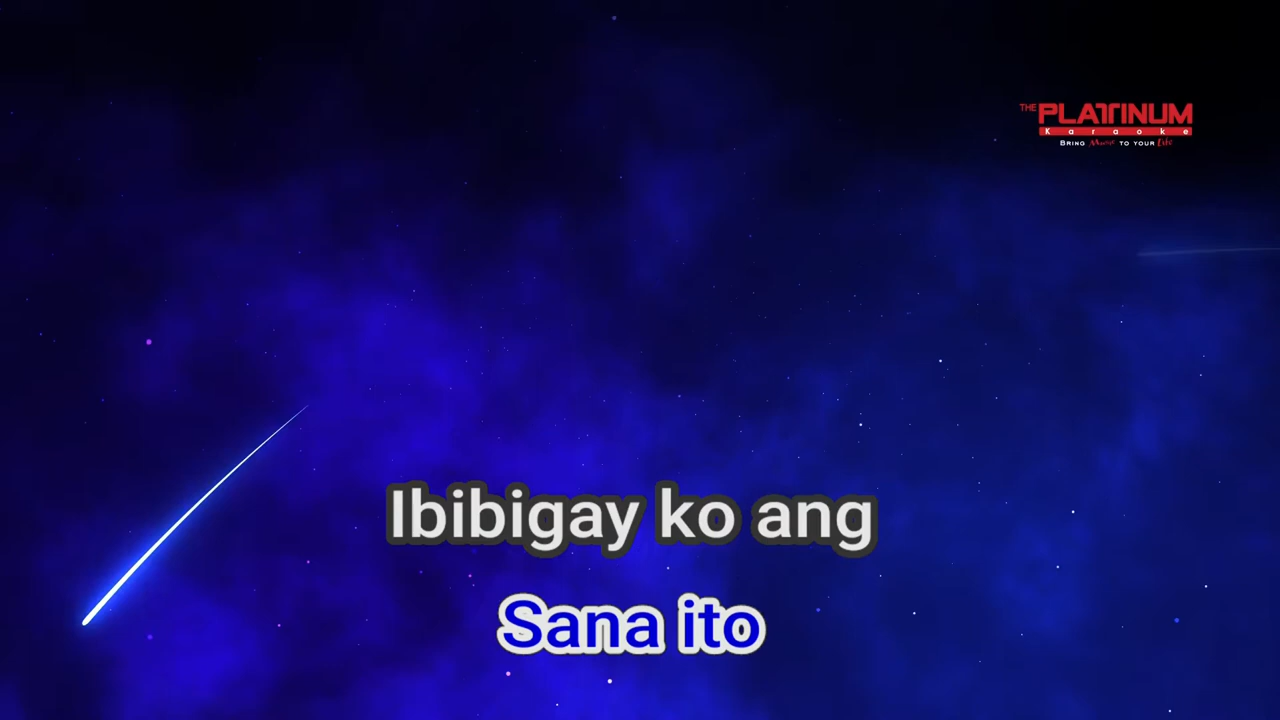 THE PLATINUM
Karaoke
BRING Music TO YOUR Life
Ibibigay ko ang
Sana ito